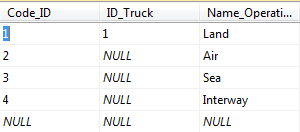 Code_ID ID_Truck Name_Operati...
1 1 Land
2 NULL Air
3 NULL Sea
4 NULL Interway
NULL NULL NULL